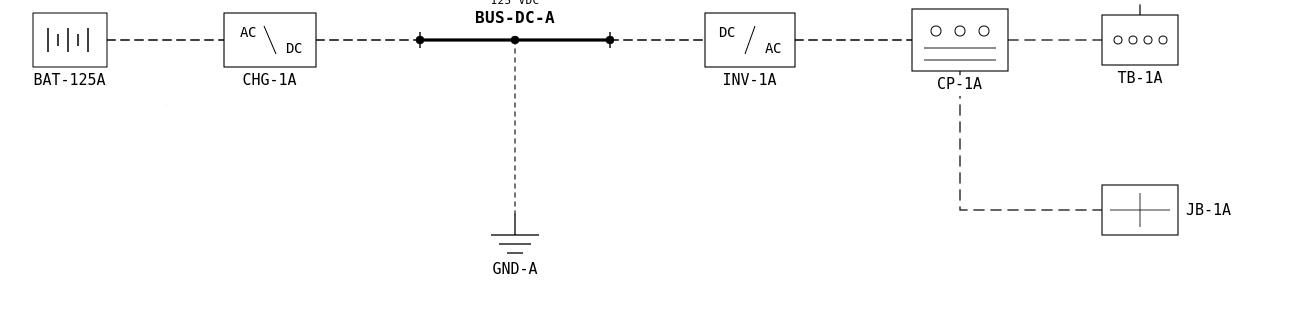 125 VDC
BUS-DC-A
AC
DC
DC
AC
BAT-125A
CHG-1A
INV-1A
CP-1A
TB-1A
JB-1A
GND-A